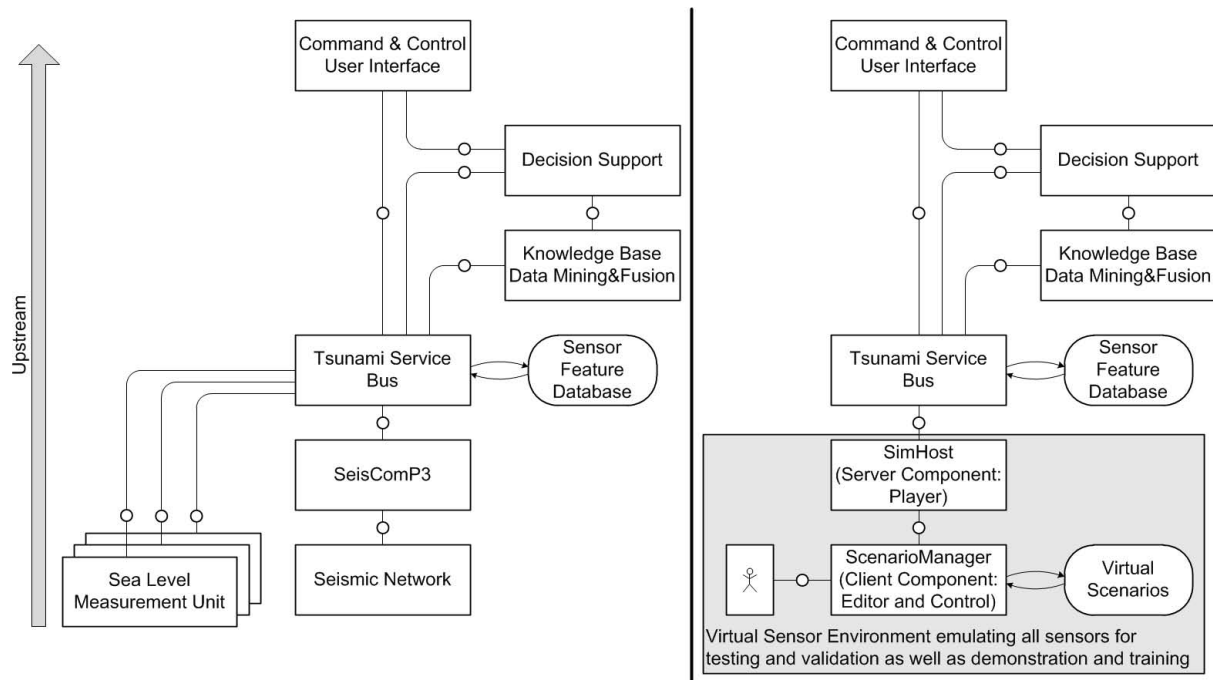 Upstream
Command & Control
User Interface
Decision Support
Knowledge Base
Data Mining&Fusion
Tsunami Service
Bus
Sensor
Feature
Database
SeisComP3
Sea Level
Measurement Unit
Seismic Network
Command & Control
User Interface
Decision Support
Knowledge Base
Data Mining&Fusion
Tsunami Service
Bus
Sensor
Feature
Database
SimHost
(Server Component:
Player)
ScenarioManager
(Client Component:
Editor and Control)
Virtual
Scenarios
Virtual Sensor Environment emulating all sensors for
testing and validation as well as demonstration and training